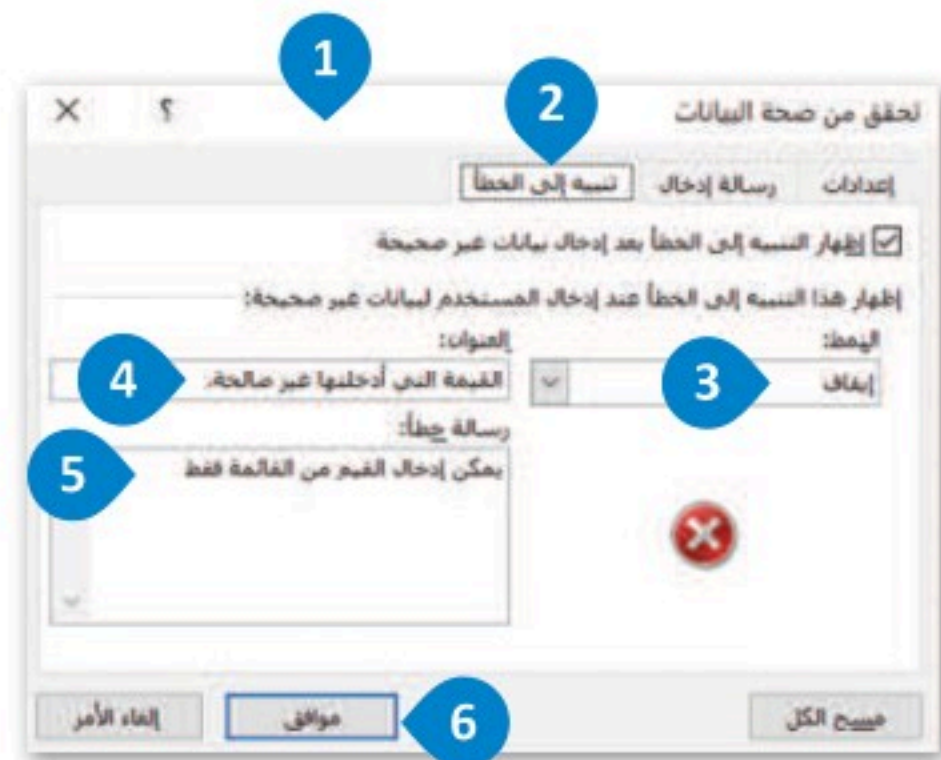 1
تحقق من صحة البيانات ؟ ×
2
إعدادات رسالة إدخال تنبيه إلى الخطأ
إظهار التنبيه إلى الخطأ بعد إدخال بيانات غير صحيحة
إظهار هذا التنبيه إلى الخطأ عند إدخال المستخدم لبيانات غير صحيحة:
النمط: العنوان:
إيقاف 3 القيمة التي أدخلتها غير صالحة. 4
رسالة خطأ:
يمكن إدخال القيم من القائمة فقط 5
مسح الكل 6 موافق إلغاء الأمر